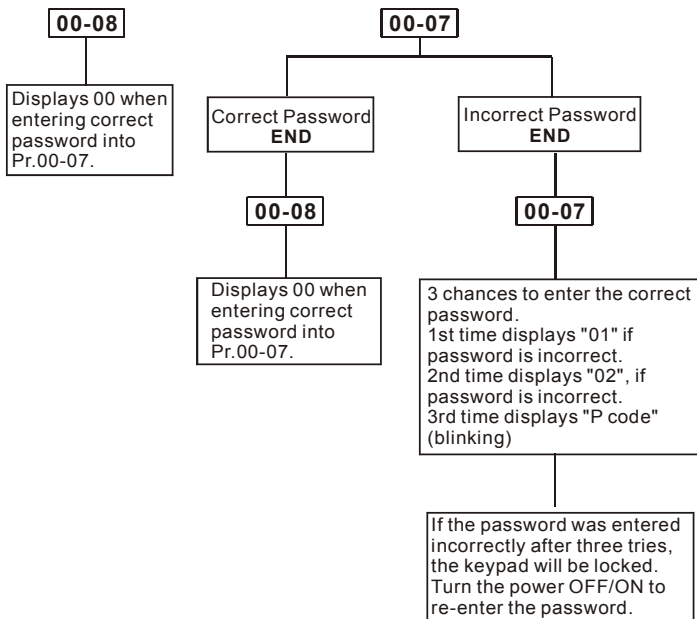 00-08
Displays 00 when
entering correct
password into
Pr.00-07.
00-07
Correct Password
END
00-08
Displays 00 when
entering correct
password into
Pr.00-07.
Incorrect Password
END
00-07
3 chances to enter the correct
password.
1st time displays "01" if
password is incorrect.
2nd time displays "02", if
password is incorrect.
3rd time displays "P code"
(blinking)
If the password was entered
incorrectly after three tries,
the keypad will be locked.
Turn the power OFF/ON to
re-enter the password.